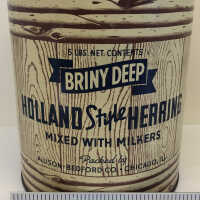 5 LBS. NET CONTENTS
BRINY DEEP
HOLLAND Style HERRING
MIXED WITH MILKERS
Packed by
ALLISON-BEDFORD CO. - CHICAGO, ILL